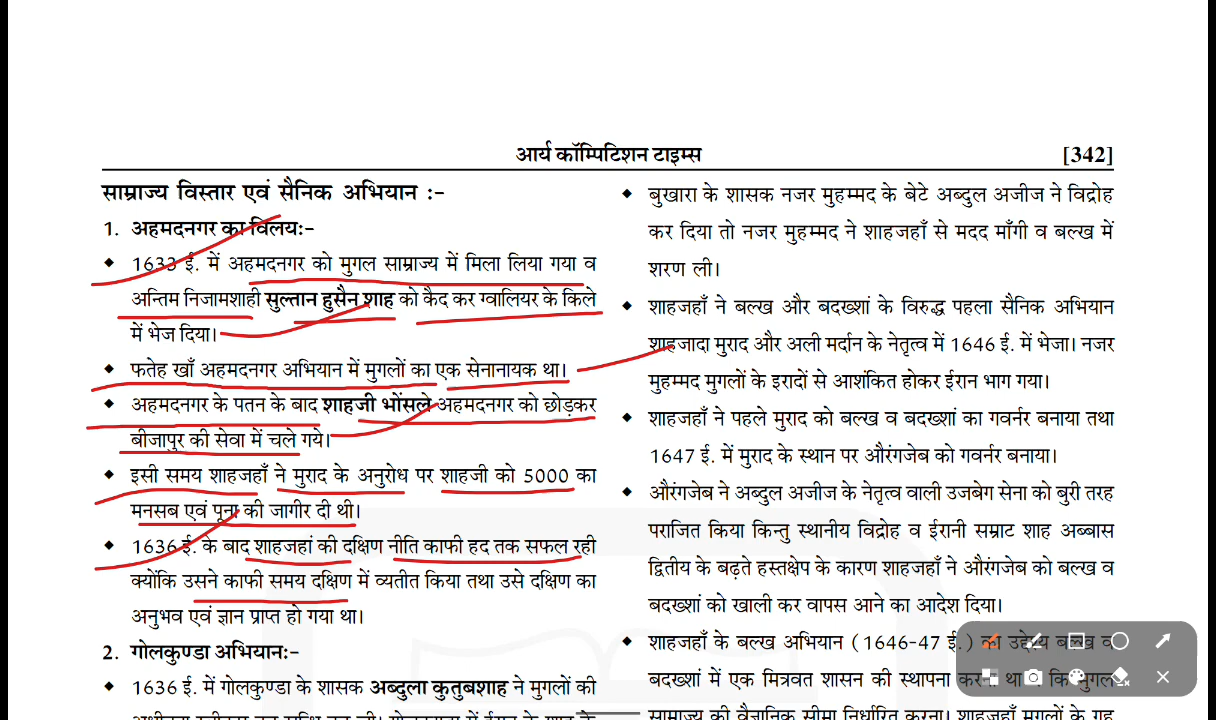 आर्य कॉम्पिटिशन टाइम्स
[342]
साम्राज्य विस्तार एवं सैनिक अभियान :-
1. अहमदनगर का विलयः-
1633 ई. में अहमदनगर को मुगल साम्राज्य में मिला लिया गया व
अन्तिम निजामशाही सुल्तान हुसैन शाह को कैद कर ग्वालियर के किले
में भेज दिया।
फतेह खाँ अहमदनगर अभियान में मुगलों का एक सेनानायक था।
अहमदनगर के पतन के बाद शाहजी भोंसले अहमदनगर को छोड़कर
बीजापुर की सेवा में चले गये।
इसी समय शाहजहाँ ने मुराद के अनुरोध पर शाहजी को 5000 का
मनसब एवं पूना की जागीर दी थी।
1636 ई. के बाद शाहजहां की दक्षिण नीति काफी हद तक सफल रही
क्योंकि उसने काफी समय दक्षिण में व्यतीत किया तथा उसे दक्षिण का
अनुभव एवं ज्ञान प्राप्त हो गया था।
2. गोलकुण्डा अभियानः-
1636 ई. में गोलकुण्डा के शासक अब्दुला कुतुबशाह ने मुगलों की
बुखारा के शासक नजर मुहम्मद के बेटे अब्दुल अजीज ने विद्रोह
कर दिया तो नजर मुहम्मद ने शाहजहाँ से मदद माँगी व बल्ख में
शरण ली।
शाहजहाँ ने बल्ख और बदख्शां के विरुद्ध पहला सैनिक अभियान
शाहजादा मुराद और अली मर्दान के नेतृत्व में 1646 ई. में भेजा। नजर
मुहम्मद मुगलों के इरादों से आशंकित होकर ईरान भाग गया।
शाहजहाँ ने पहले मुराद को बल्ख व बदख्शां का गवर्नर बनाया तथा
1647 ई. में मुराद के स्थान पर औरंगजेब को गवर्नर बनाया।
औरंगजेब ने अब्दुल अजीज के नेतृत्व वाली उजबेग सेना को बुरी तरह
पराजित किया किन्तु स्थानीय विद्रोह व ईरानी सम्राट शाह अब्बास
द्वितीय के बढ़ते हस्तक्षेप के कारण शाहजहाँ ने औरंगजेब को बल्ख व
बदख्शां को खाली कर वापस आने का आदेश दिया।
शाहजहाँ के बल्ख अभियान (1646-47 ई.) का उद्देश्य बल्ख व
बदख्शां में एक मित्रवत शासन की स्थापना करना था कि मुगल